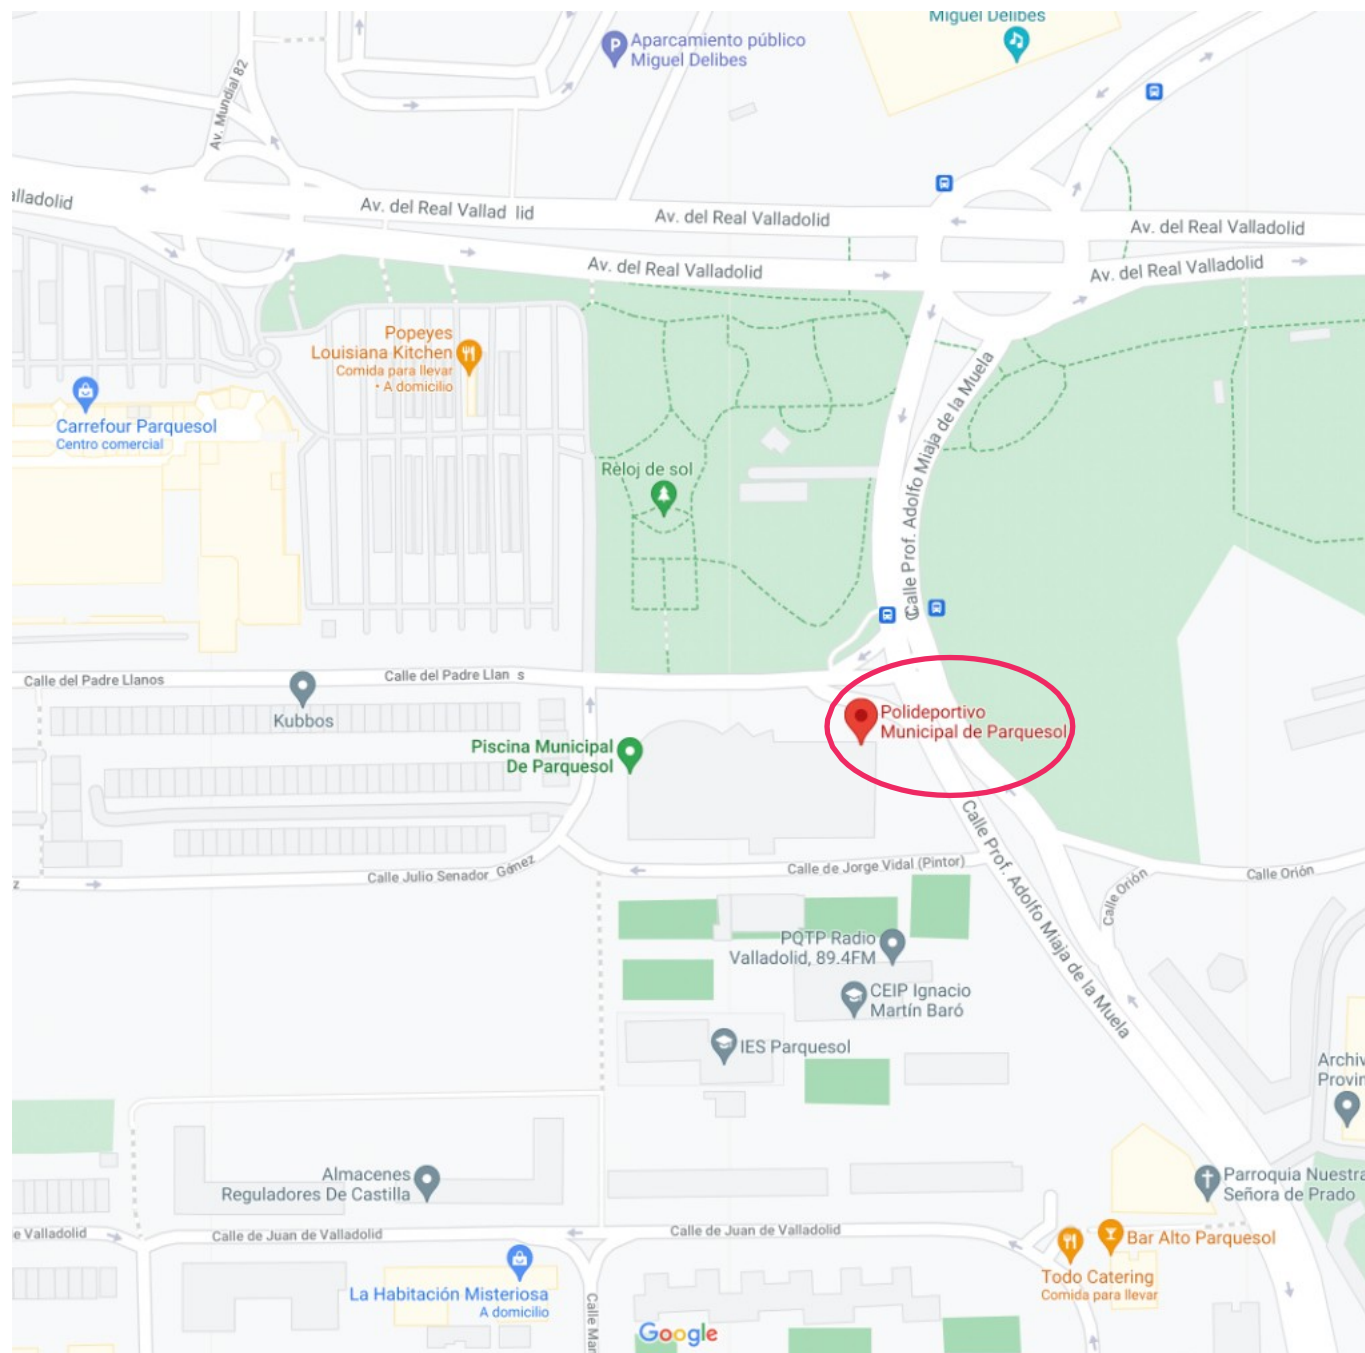 Miguel Delibes
Aparcamiento público
Miguel Delibes
P
Av. Mundial 82
alladolid
Av. del Real Vallad lid
Av. del Real Valladolid
Av. del Real Valladolid
Av. del Real Valladolid
Av. del Real Valladolid
Popeyes
Louisiana Kitchen
Comida para llevar
· A domicilio
Calle Prof. Adolfo Miaja de la Muela
Carrefour Parquesol
Centro comercial
Reloj de sol
Calle del Padre Llanos
Calle del Padre Llan s
Kubbos
Polideportivo
Municipal de Parquesol
Piscina Municipal
De Parquesol
Calle Prof. Adolfo Miaja de la Muela
Calle Julio Senador Gómez
z
Calle de Jorge Vidal (Pintor)
Calle Orión
Calle Orión
PQTP Radio
Valladolid, 89.4FM
CEIP Ignacio
Martín Baró
IES Parquesol
Archiv
Provin
Almacenes
Reguladores De Castilla
Parroquia Nuestra
Señora de Prado
e Valladolid
Calle de Juan de Valladolid
Calle de Juan de Valladolid
Bar Alto Parquesol
Todo Catering
Comida para llevar
La Habitación Misteriosa
A domicilio
Calle Mar
Google